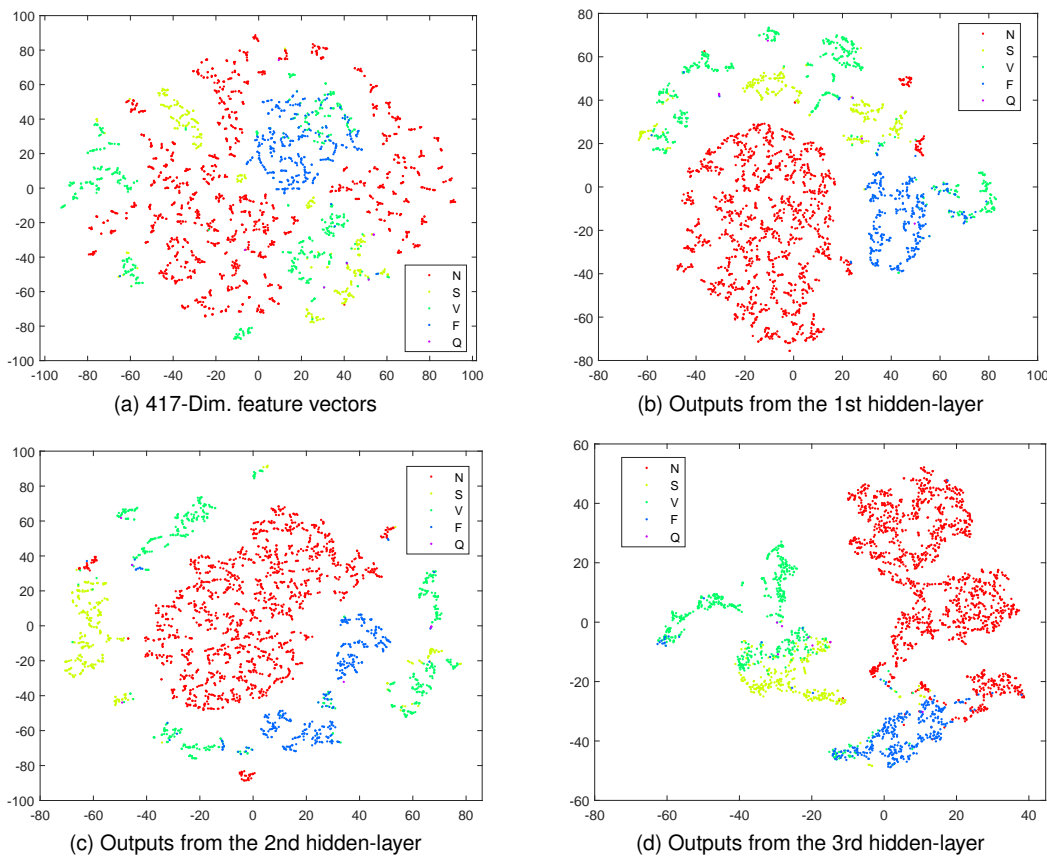 100
80
60
40
20
0
-20
-40
-60
-80
-100
-100 -80 -60 -40 -20 0 20 40 60 80 100
N
S
V
F
Q
(a) 417-Dim. feature vectors
80
60
40
20
0
-20
-40
-60
-80
-80 -60 -40 -20 0 20 40 60 80 100
N
S
V
F
Q
(b) Outputs from the 1st hidden-layer
100
80
60
40
20
0
-20
-40
-60
-80
-100
-80 -60 -40 -20 0 20 40 60 80
N
S
V
F
Q
(c) Outputs from the 2nd hidden-layer
60
40
20
0
-20
-40
-60
-80 -60 -40 -20 0 20 40
N
S
V
F
Q
(d) Outputs from the 3rd hidden-layer